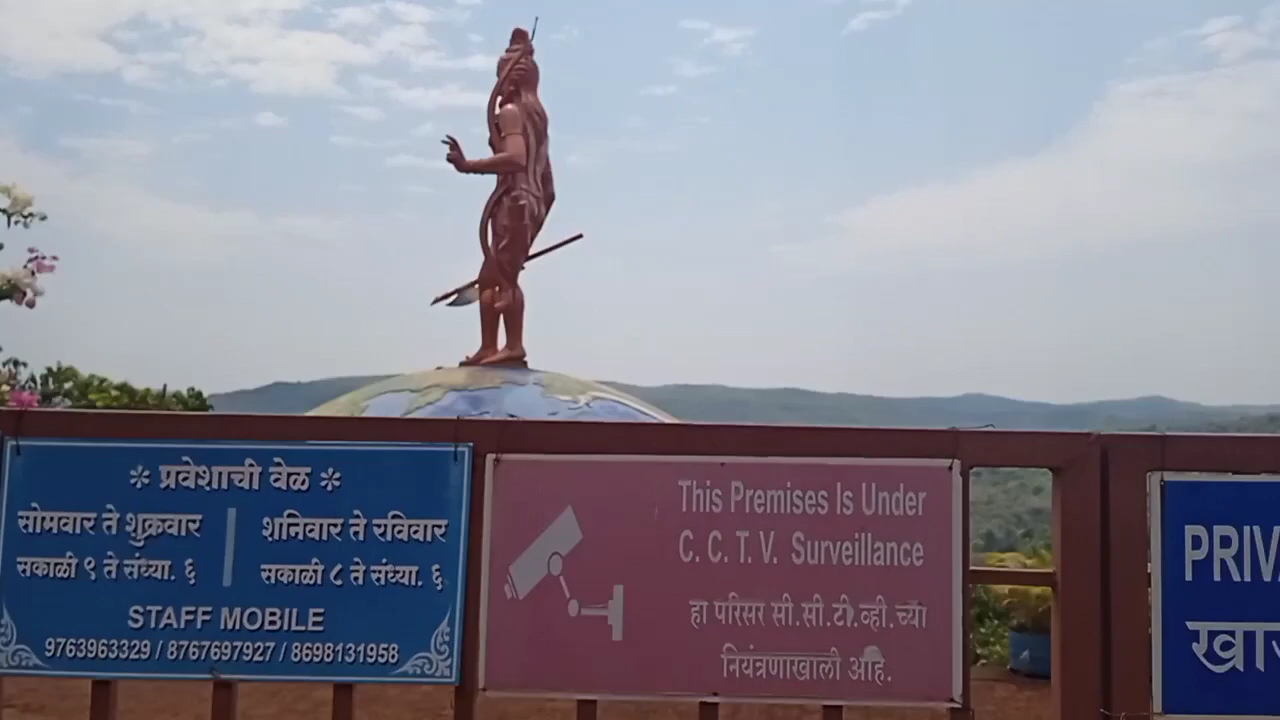 ✻ प्रवेशाची वेळ ✻
सोमवार ते शुक्रवार
सकाळी ९ ते संध्या. ६
शनिवार ते रविवार
सकाळी ८ ते संध्या. ६
STAFF MOBILE
9763963329 / 8767697927 / 8698131958
This Premises Is Under
C. C. T. V. Surveillance
हा परिसर सी.सी.टी.व्ही.च्या
नियंत्रणाखाली आहे.